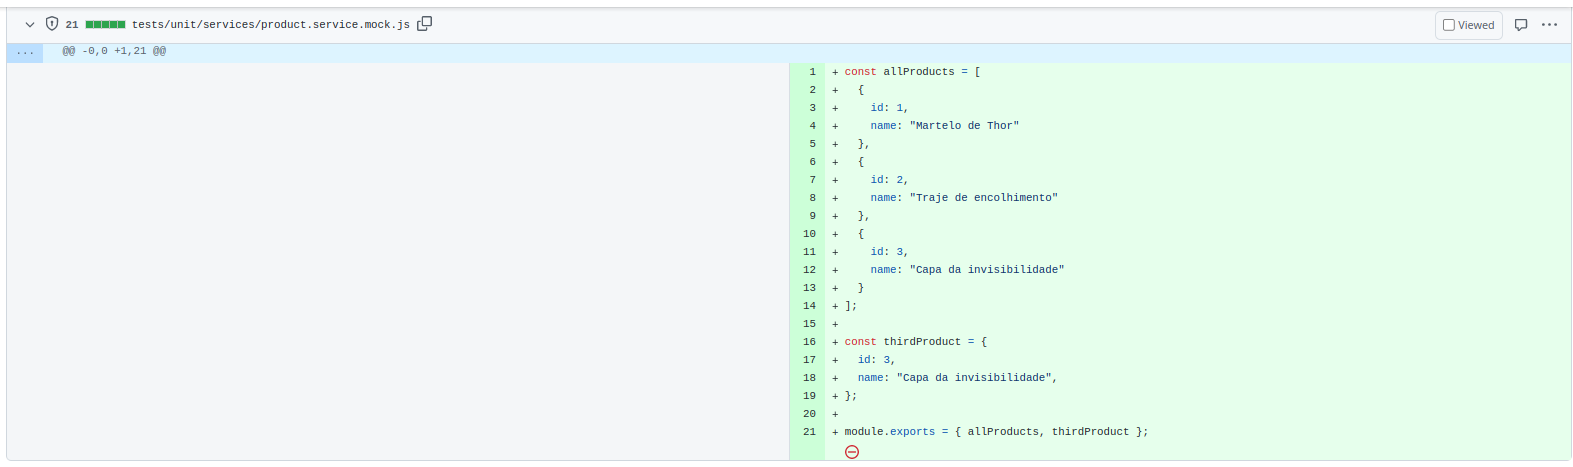 21 tests/unit/services/product.service.mock.js Viewed ...
... @@ -0,0 +1,21 @@
1 + const allProducts = [
2 +   {
3 +     id: 1,
4 +     name: "Martelo de Thor"
5 +   },
6 +   {
7 +     id: 2,
8 +     name: "Traje de encolhimento"
9 +   },
10 +   {
11 +     id: 3,
12 +     name: "Capa da invisibilidade"
13 +   }
14 + ];
15 +
16 + const thirdProduct = {
17 +   id: 3,
18 +   name: "Capa da invisibilidade",
19 + };
20 +
21 + module.exports = { allProducts, thirdProduct };